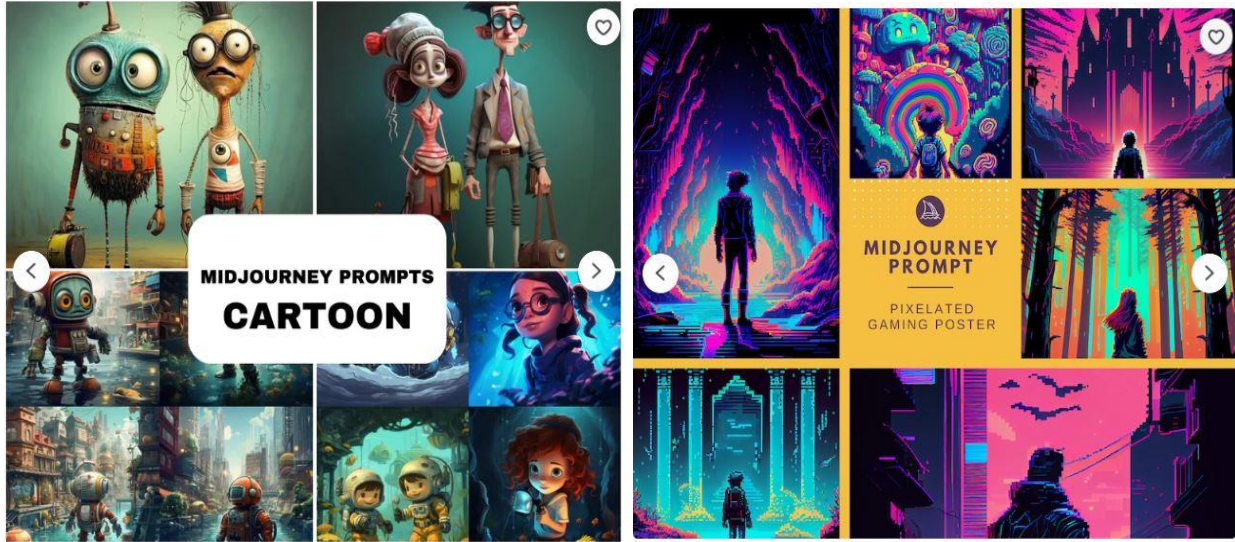 MIDJOURNEY PROMPTS
CARTOON
MIDJOURNEY
PROMPT
PIXELATED
GAMING POSTER